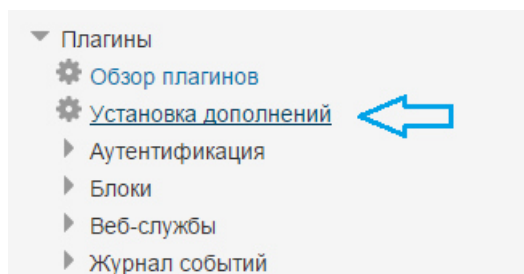 Плагины
Обзор плагинов
Установка дополнений
Аутентификация
Блоки
Веб-службы
Журнал событий